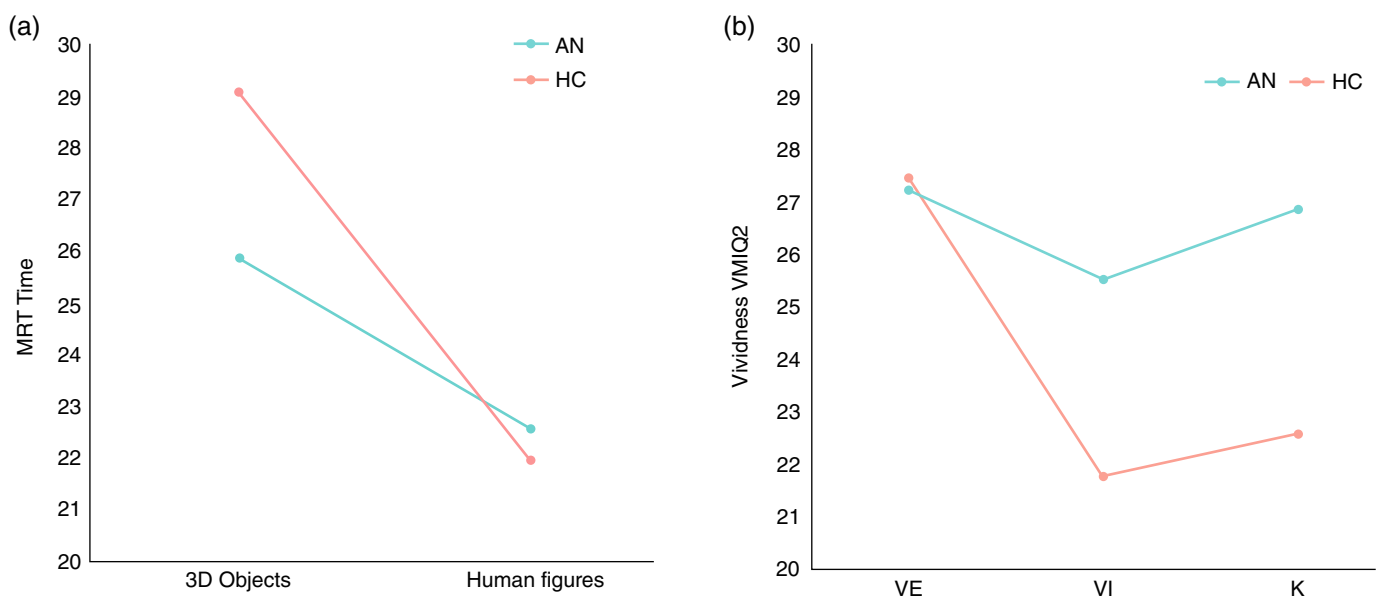 (a)
30
29
28
27
26
25
24
23
22
21
20
MRT Time
3D Objects
Human figures
AN
HC
(b)
30
29
28
27
26
25
24
23
22
21
20
Vividness VMIQ2
VE
VI
K
AN
HC